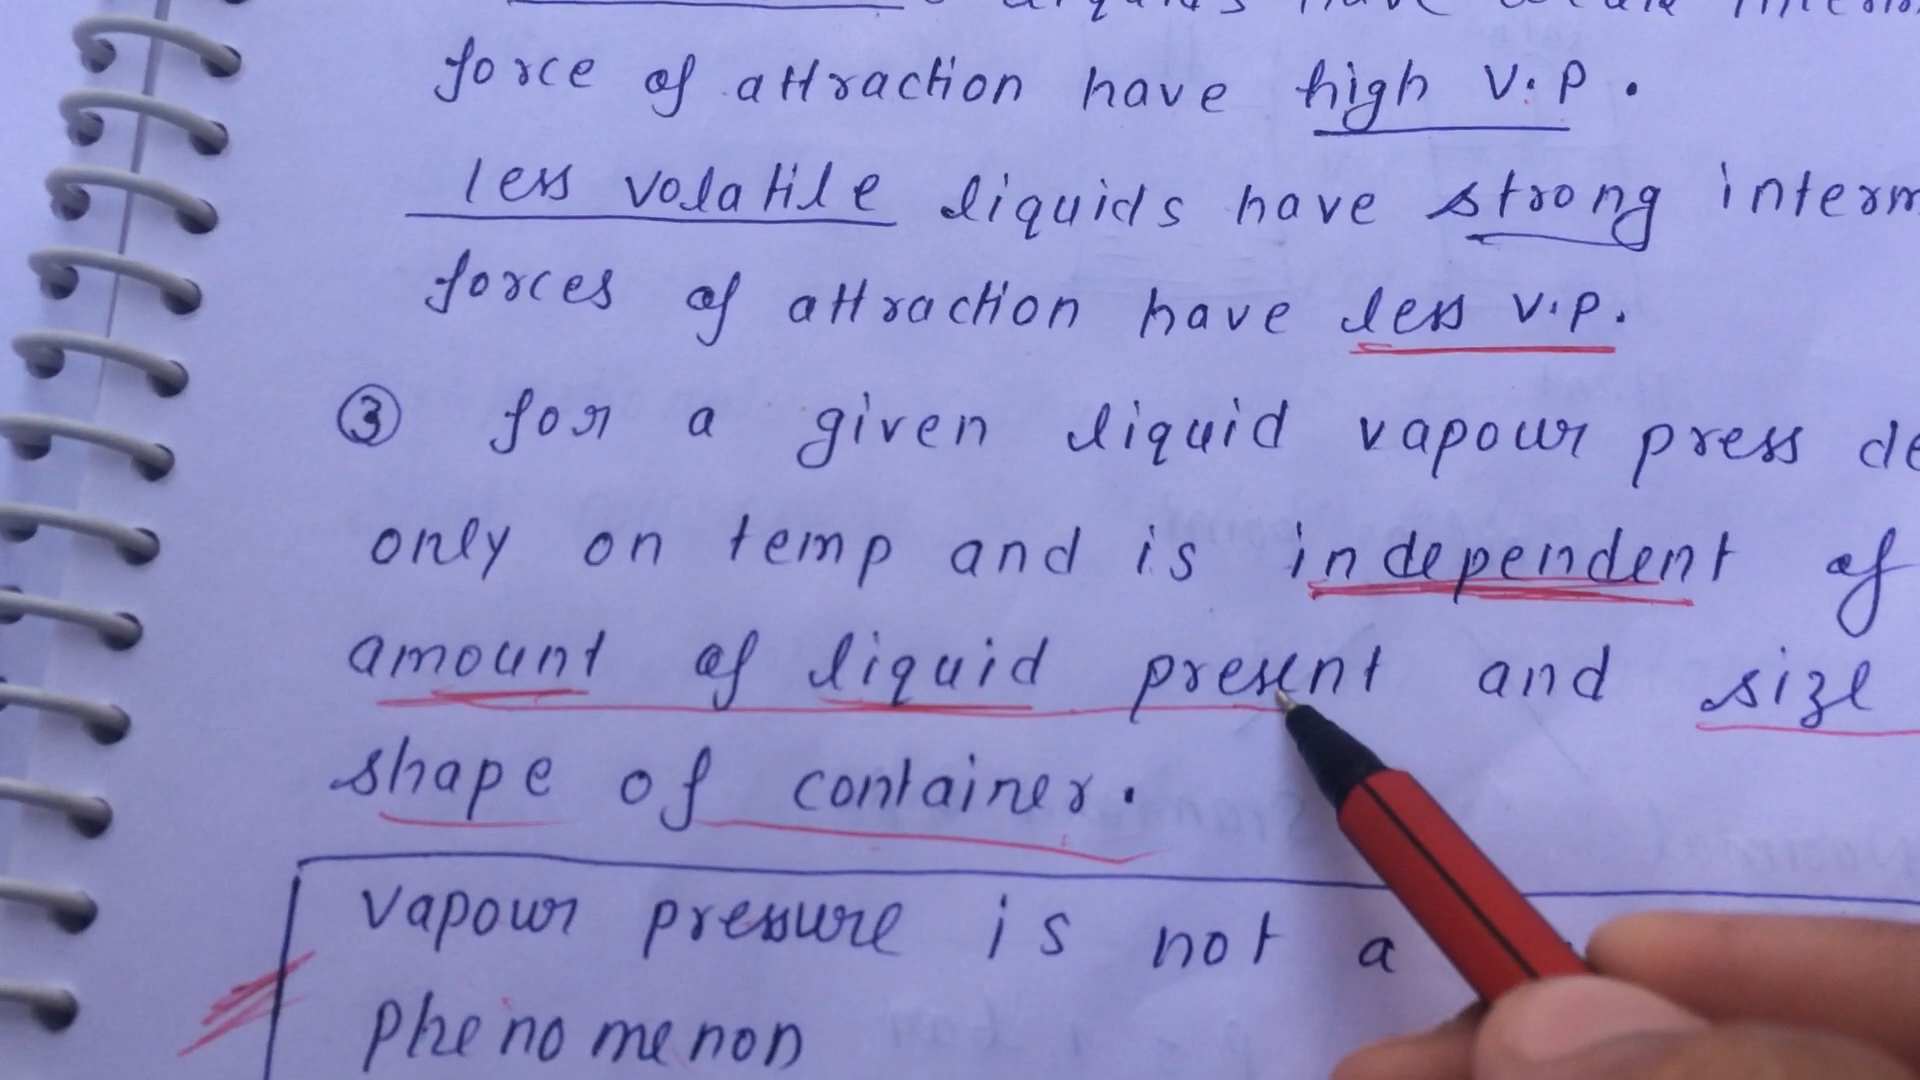 liquids have
force of attraction have high V.P.
less volatile liquids have strong interm
forces of attraction have less V.P.
③ for a given liquid vapour press de
only on temp and is independent of
amount of liquid present and size
shape of container.
Vapour pressure is not a
Phenomenon